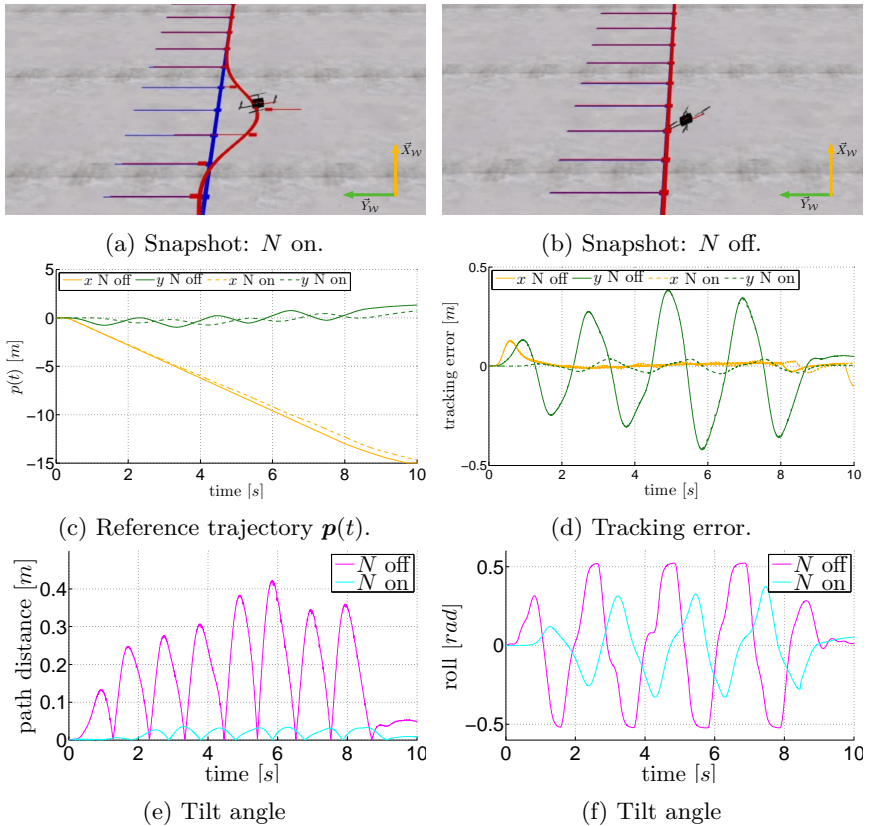 X⃗_W
Y⃗_W
X⃗_W
Y⃗_W
(a) Snapshot: N on.
(b) Snapshot: N off.
x N off y N off x N on y N on
5
0
−5
−10
−15
p(t) [m]
0 2 4 6 8 10
time [s]
x N off y N off x N on y N on
0.5
0
−0.5
tracking error [m]
0 2 4 6 8 10
time [s]
(c) Reference trajectory p(t).
(d) Tracking error.
N off
N on
0.4
0.3
0.2
0.1
0
path distance [m]
0 2 4 6 8 10
time [s]
N off
N on
0.5
0
−0.5
roll [rad]
0 2 4 6 8 10
time [s]
(e) Tilt angle
(f) Tilt angle